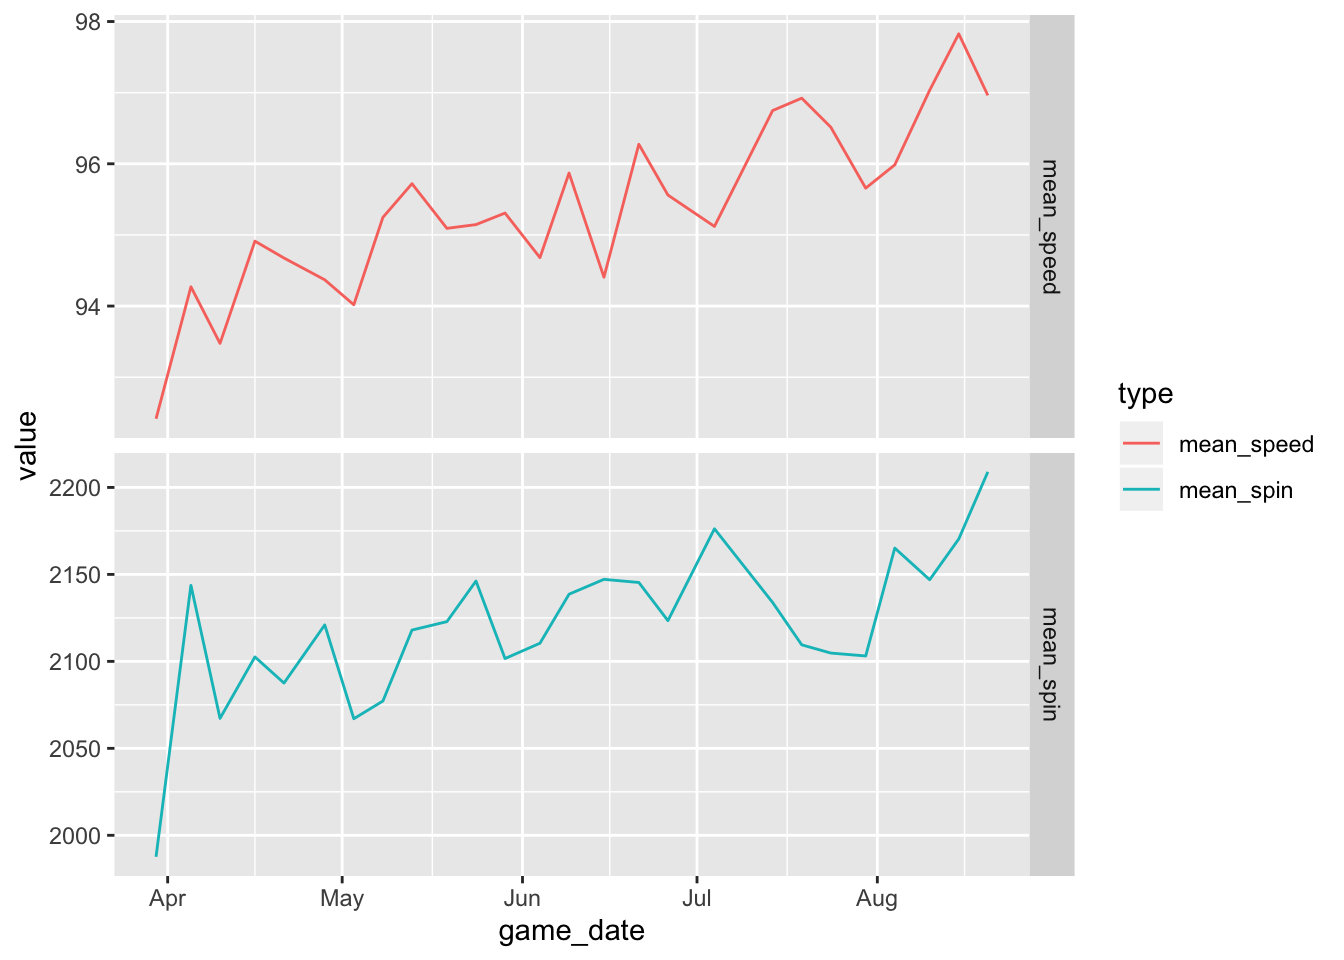 98
96
94
mean_speed
value
2200
2150
2100
2050
2000
mean_spin
Apr May Jun Jul Aug
game_date
type
mean_speed
mean_spin